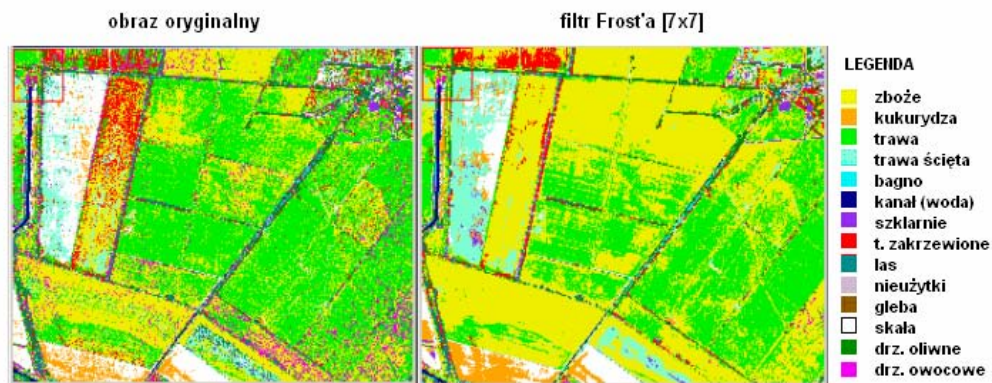 obraz oryginalny
filtr Frost'a [7x7]
LEGENDA
zboże
kukurydza
trawa
trawa ścięta
bagno
kanał (woda)
szklarnie
t. zakrzewione
las
nieużytki
gleba
skała
drz. oliwne
drz. owocowe